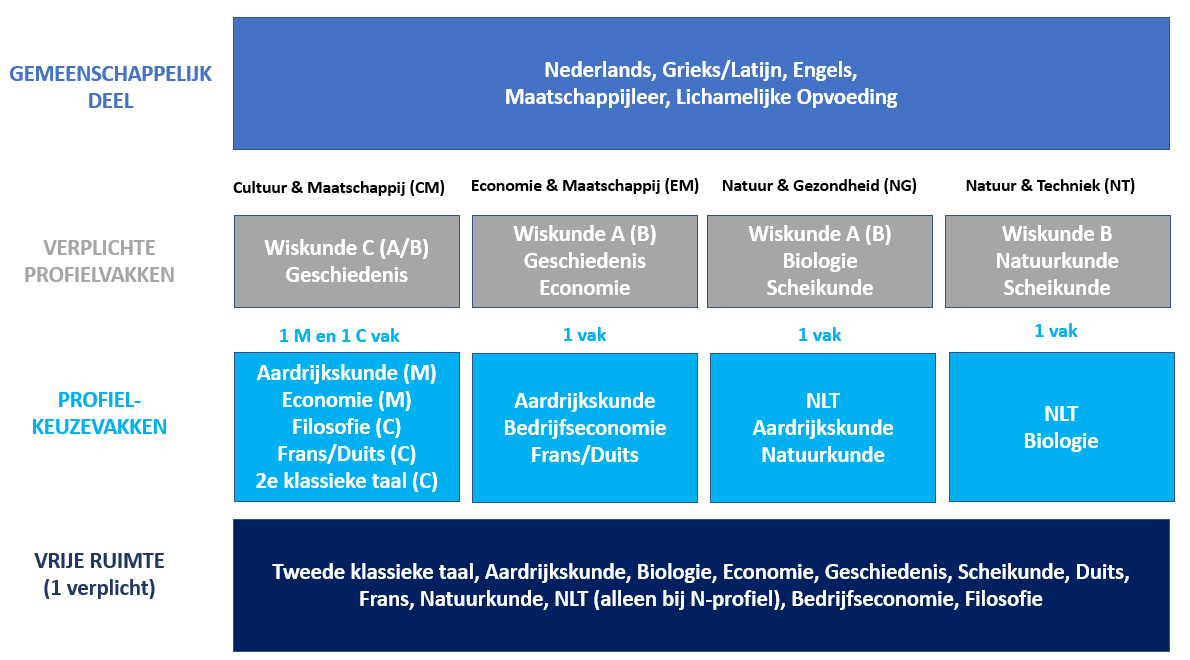 GEMEENSCHAPPELIJK
DEEL
Nederlands, Grieks/Latijn, Engels,
Maatschappijleer, Lichamelijke Opvoeding
Cultuur & Maatschappij (CM)
Economie & Maatschappij (EM)
Natuur & Gezondheid (NG)
Natuur & Techniek (NT)
VERPLICHTE
PROFIELVAKKEN
Wiskunde C (A/B)
Geschiedenis
Wiskunde A (B)
Geschiedenis
Economie
Wiskunde A (B)
Biologie
Scheikunde
Wiskunde B
Natuurkunde
Scheikunde
1 M en 1 C vak
1 vak
1 vak
1 vak
PROFIEL-
KEUZEVAKKEN
Aardrijkskunde (M)
Economie (M)
Filosofie (C)
Frans/Duits (C)
2e klassieke taal (C)
Aardrijkskunde
Bedrijfseconomie
Frans/Duits
NLT
Aardrijkskunde
Natuurkunde
NLT
Biologie
VRIJE RUIMTE
(1 verplicht)
Tweede klassieke taal, Aardrijkskunde, Biologie, Economie, Geschiedenis, Scheikunde, Duits,
Frans, Natuurkunde, NLT (alleen bij N-profiel), Bedrijfseconomie, Filosofie